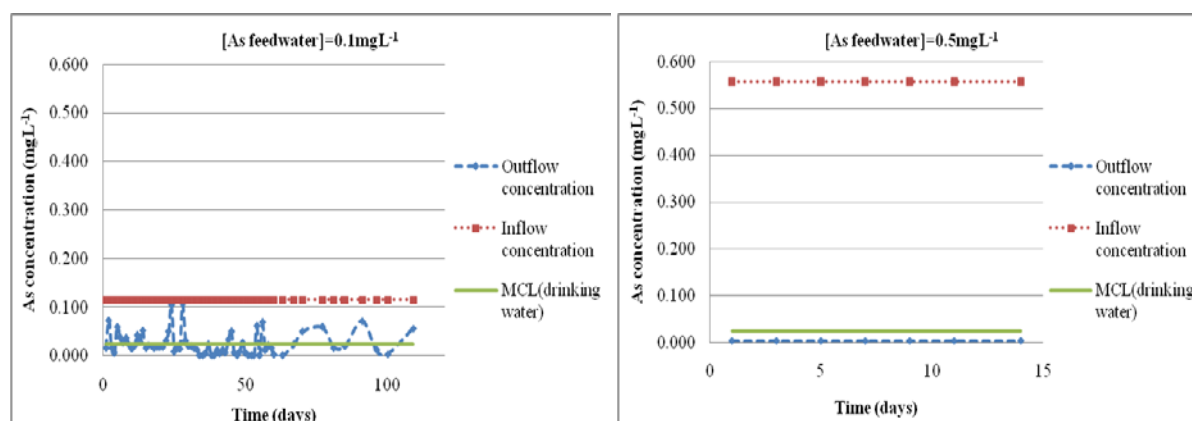 [As feedwater]=0.1mgL⁻¹
As concentration (mgL⁻¹)
0.600
0.500
0.400
0.300
0.200
0.100
0.000
0
50
100
Time (days)
Outflow
concentration
Inflow
concentration
MCL(drinking
water)
[As feedwater]=0.5mgL⁻¹
As concentration (mgL⁻¹)
0.600
0.500
0.400
0.300
0.200
0.100
0.000
0
5
10
15
Time (days)
Outflow
concentration
Inflow
concentration
MCL(drinking
water)